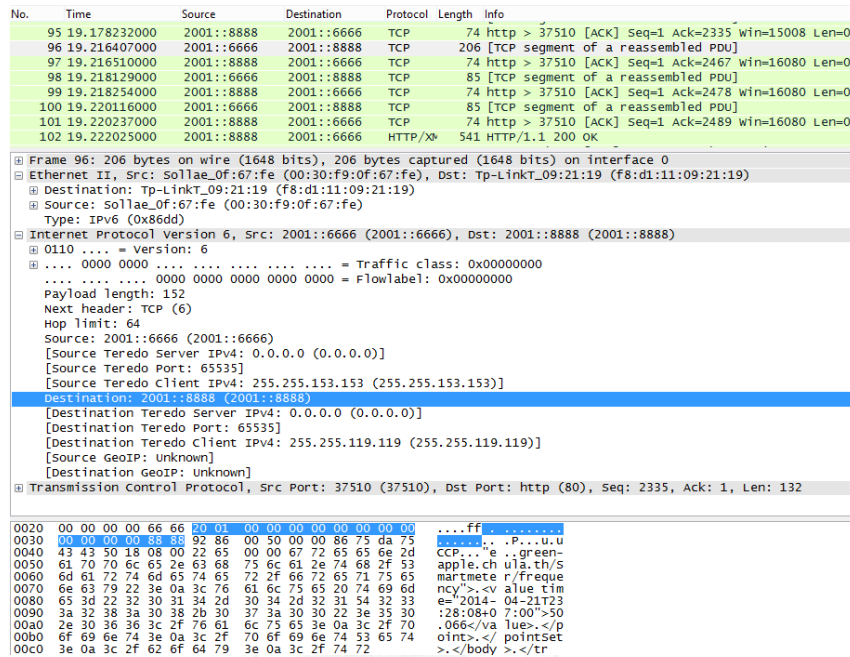 No. Time Source Destination Protocol Length Info
95 19.178232000 2001::8888 2001::6666 TCP 74 http > 37510 [ACK] Seq=1 Ack=2335 Win=15008 Len=0
96 19.216407000 2001::6666 2001::8888 TCP 206 [TCP segment of a reassembled PDU]
97 19.216510000 2001::8888 2001::6666 TCP 74 http > 37510 [ACK] Seq=1 Ack=2467 Win=16080 Len=0
98 19.218129000 2001::6666 2001::8888 TCP 85 [TCP segment of a reassembled PDU]
99 19.218254000 2001::8888 2001::6666 TCP 74 http > 37510 [ACK] Seq=1 Ack=2478 Win=16080 Len=0
100 19.220116000 2001::6666 2001::8888 TCP 85 [TCP segment of a reassembled PDU]
101 19.220237000 2001::8888 2001::6666 TCP 74 http > 37510 [ACK] Seq=1 Ack=2489 Win=16080 Len=0
102 19.222025000 2001::8888 2001::6666 HTTP/XM 541 HTTP/1.1 200 OK
Frame 96: 206 bytes on wire (1648 bits), 206 bytes captured (1648 bits) on interface 0
Ethernet II, Src: Sollae_0f:67:fe (00:30:f9:0f:67:fe), Dst: Tp-LinkT_09:21:19 (f8:d1:11:09:21:19)
Destination: Tp-LinkT_09:21:19 (f8:d1:11:09:21:19)
Source: Sollae_0f:67:fe (00:30:f9:0f:67:fe)
Type: IPv6 (0x86dd)
Internet Protocol Version 6, Src: 2001::6666 (2001::6666), Dst: 2001::8888 (2001::8888)
0110 .... = Version: 6
.... 0000 0000 .... .... .... .... .... = Traffic class: 0x00000000
.... .... .... 0000 0000 0000 0000 0000 = Flowlabel: 0x00000000
Payload length: 152
Next header: TCP (6)
Hop limit: 64
Source: 2001::6666 (2001::6666)
[Source Teredo Server IPv4: 0.0.0.0 (0.0.0.0)]
[Source Teredo Port: 65535]
[Source Teredo Client IPv4: 255.255.153.153 (255.255.153.153)]
Destination: 2001::8888 (2001::8888)
[Destination Teredo Server IPv4: 0.0.0.0 (0.0.0.0)]
[Destination Teredo Port: 65535]
[Destination Teredo Client IPv4: 255.255.119.119 (255.255.119.119)]
[Source GeoIP: Unknown]
[Destination GeoIP: Unknown]
Transmission Control Protocol, Src Port: 37510 (37510), Dst Port: http (80), Seq: 2335, Ack: 1, Len: 132
0020 00 00 00 00 66 66 20 01 00 00 00 00 00 00 00 00 ....ff . ........
0030 00 00 00 00 88 88 92 86 00 50 00 00 86 75 da 75 ........ .P...u.u
0040 43 43 50 18 08 00 22 65 00 00 67 72 65 65 6e 2d CCP..."e ..green-
0050 61 70 70 6c 65 2e 63 68 75 6c 61 2e 74 68 2f 53 apple.ch ula.th/S
0060 6d 61 72 74 6d 65 74 65 72 2f 66 72 65 71 75 65 martmete r/freque
0070 6e 63 79 22 3e 0a 3c 76 61 6c 75 65 20 74 69 6d ncy">.<v alue tim
0080 65 3d 22 32 30 31 34 2d 30 34 2d 32 31 54 32 33 e="2014- 04-21T23
0090 3a 32 38 3a 30 38 2b 30 37 3a 30 30 22 3e 35 30 :28:08+0 7:00">50
00a0 2e 30 36 36 3c 2f 76 61 6c 75 65 3e 0a 3c 2f 70 .066</va lue>.</p
00b0 6f 69 6e 74 3e 0a 3c 2f 70 6f 69 6e 74 53 65 74 oint>.</ pointSet
00c0 3e 0a 3c 2f 62 6f 64 79 3e 0a 3c 2f 74 72 >.</body >.</tr